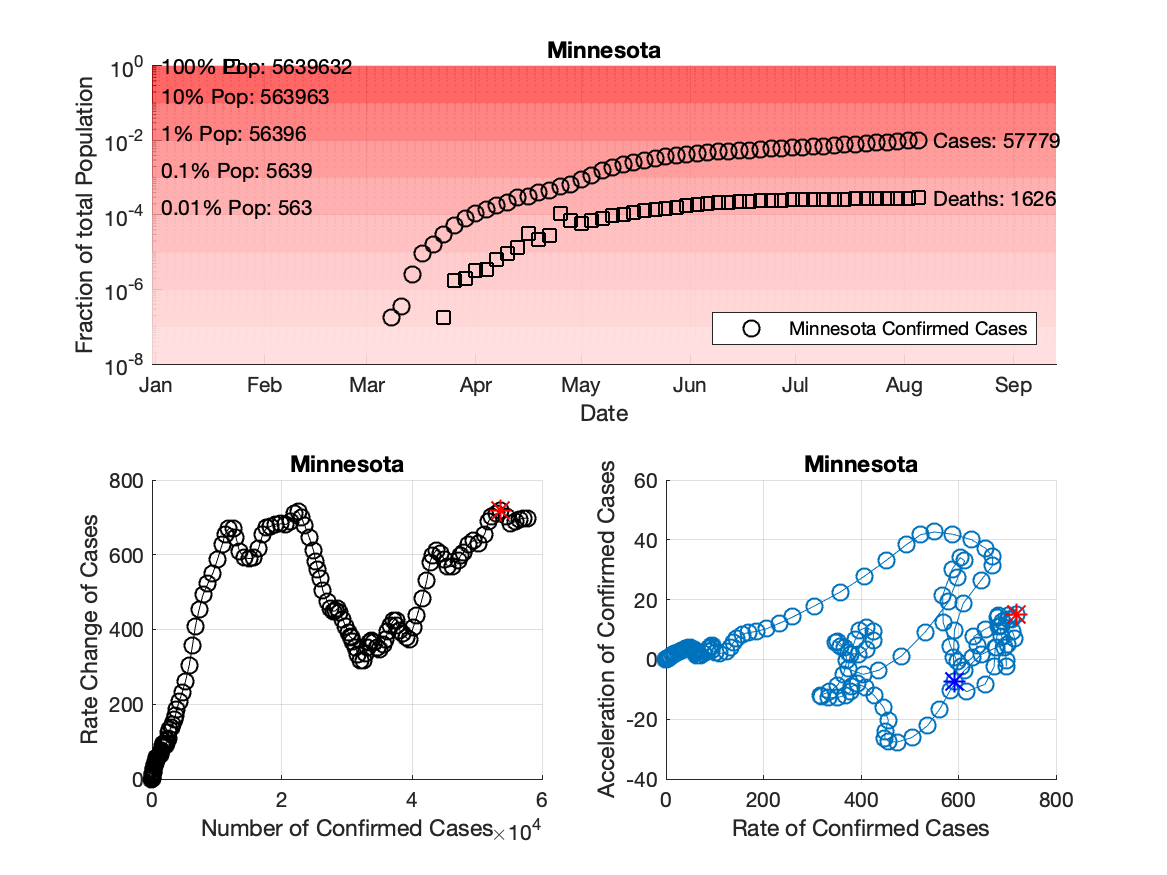 Minnesota
10^0
10^-2
10^-4
10^-6
10^-8
Fraction of total Population
100% Pop: 5639632
10% Pop: 563963
1% Pop: 56396
0.1% Pop: 5639
0.01% Pop: 563
Cases: 57779
Deaths: 1626
Minnesota Confirmed Cases
Jan Feb Mar Apr May Jun Jul Aug Sep
Date
Minnesota
800
600
400
200
0
Rate Change of Cases
0 2 4 6
Number of Confirmed Cases
×10^4
Minnesota
60
40
20
0
-20
-40
Acceleration of Confirmed Cases
0 200 400 600 800
Rate of Confirmed Cases